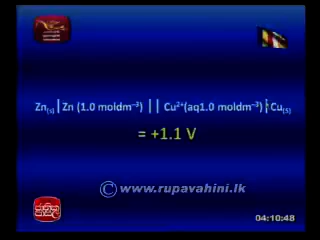 Zn(s)|Zn (1.0 moldm⁻³) || Cu²⁺(aq1.0 moldm⁻³)|Cu(S)
= +1.1 V
© www.rupavahini.lk
04:10:48